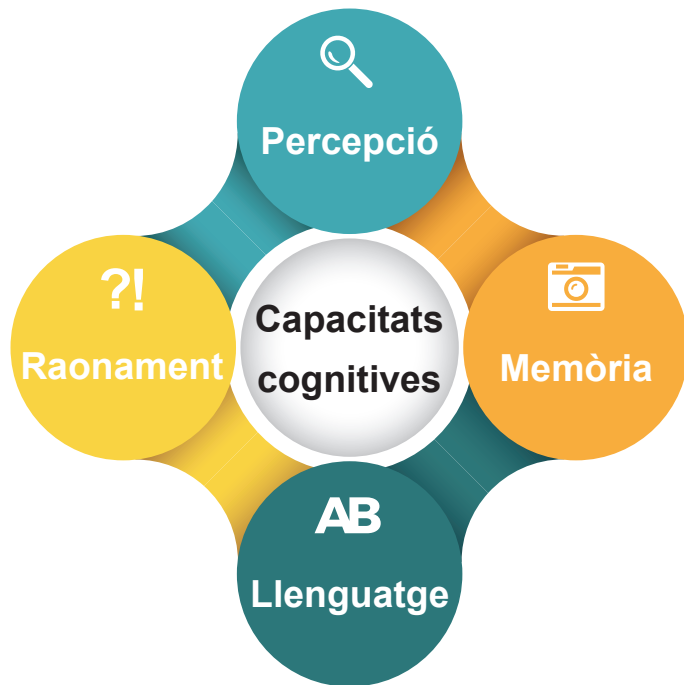 Percepció
?!
Raonament
Capacitats
cognitives
Memòria
AB
Llenguatge